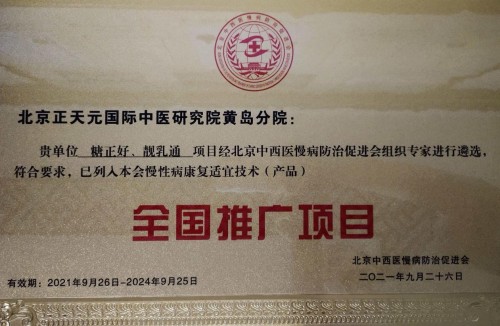 北京正天元国际中医研究院黄岛分院：
贵单位 糖正好、靓乳通 项目经北京中西医慢病防治促进会组织专家进行遴选，
符合要求，已列入本会慢性病康复适宜技术（产品）
全国推广项目
北京中西医慢病防治促进会
有效期：2021年9月26日-2024年9月25日
二〇二一年九月二十六日